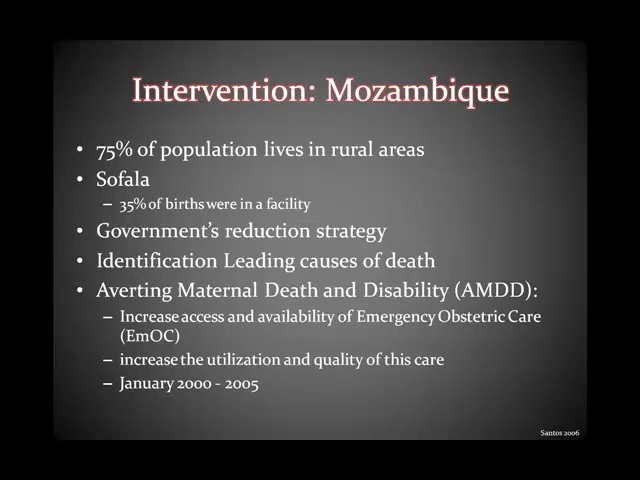 Intervention: Mozambique
• 75% of population lives in rural areas
• Sofala
– 35% of births were in a facility
• Government's reduction strategy
• Identification Leading causes of death
• Averting Maternal Death and Disability (AMDD):
– Increase access and availability of Emergency Obstetric Care
(EmOC)
– increase the utilization and quality of this care
– January 2000 - 2005
Santos 2006